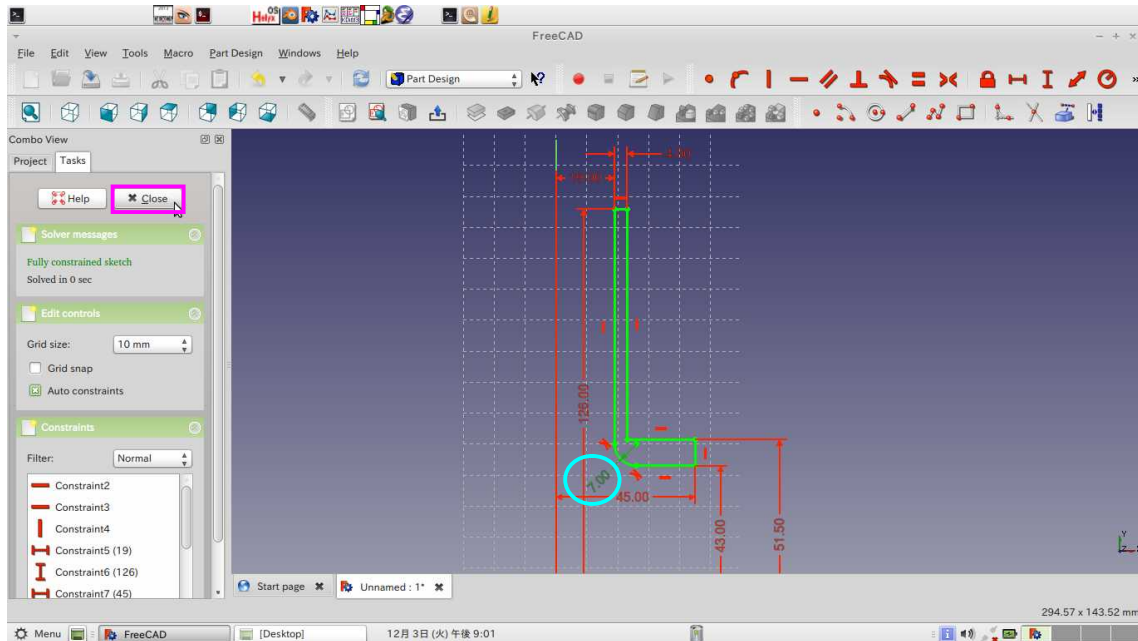 OSS
Helyx
FreeCAD
File Edit View Tools Macro Part Design Windows Help
Part Design
Combo View
Project Tasks
Help Close
Solver messages
Fully constrained sketch
Solved in 0 sec
Edit controls
Grid size: 10 mm
Grid snap
Auto constraints
Constraints
Filter: Normal
Constraint2
Constraint3
Constraint4
Constraint5 (19)
Constraint6 (126)
Constraint7 (45)
126.00
7.00
45.00
43.00
51.50
Y
Z
Start page Unnamed : 1*
294.57 x 143.52 mm
Menu FreeCAD [Desktop] 12月 3日 (火) 午後 9:01